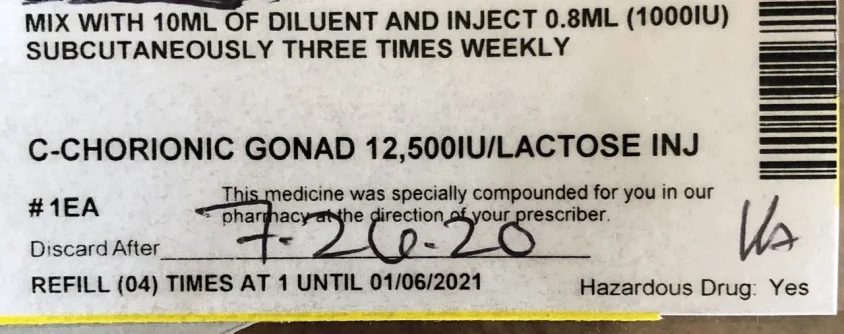 MIX WITH 10ML OF DILUENT AND INJECT 0.8ML (1000IU)
SUBCUTANEOUSLY THREE TIMES WEEKLY
C-CHORIONIC GONAD 12,500IU/LACTOSE INJ
#1EA
This medicine was specially compounded for you in our
pharmacy at the direction of your prescriber.
Discard After 7-26-20
REFILL (04) TIMES AT 1 UNTIL 01/06/2021
Hazardous Drug: Yes